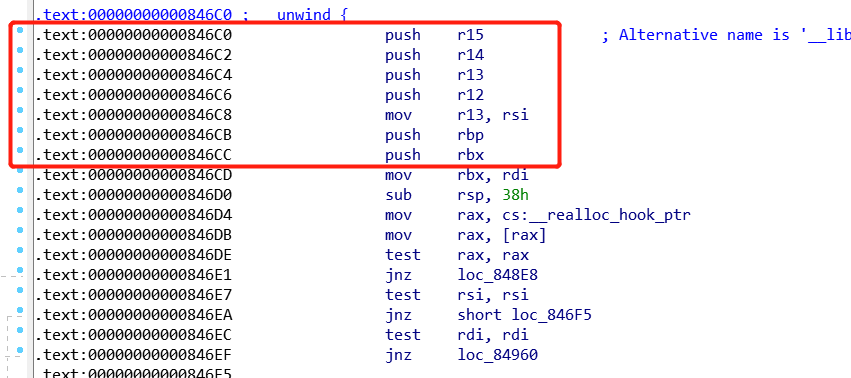 .text:00000000000846C0 ;   unwind {
.text:00000000000846C0 push r15 ; Alternative name is '__lib
.text:00000000000846C2 push r14
.text:00000000000846C4 push r13
.text:00000000000846C6 push r12
.text:00000000000846C8 mov r13, rsi
.text:00000000000846CB push rbp
.text:00000000000846CC push rbx
.text:00000000000846CD mov rbx, rdi
.text:00000000000846D0 sub rsp, 38h
.text:00000000000846D4 mov rax, cs:__realloc_hook_ptr
.text:00000000000846DB mov rax, [rax]
.text:00000000000846DE test rax, rax
.text:00000000000846E1 jnz loc_848E8
.text:00000000000846E7 test rsi, rsi
.text:00000000000846EA jnz short loc_846F5
.text:00000000000846EC test rdi, rdi
.text:00000000000846EF jnz loc_84960
.text:00000000000846F5